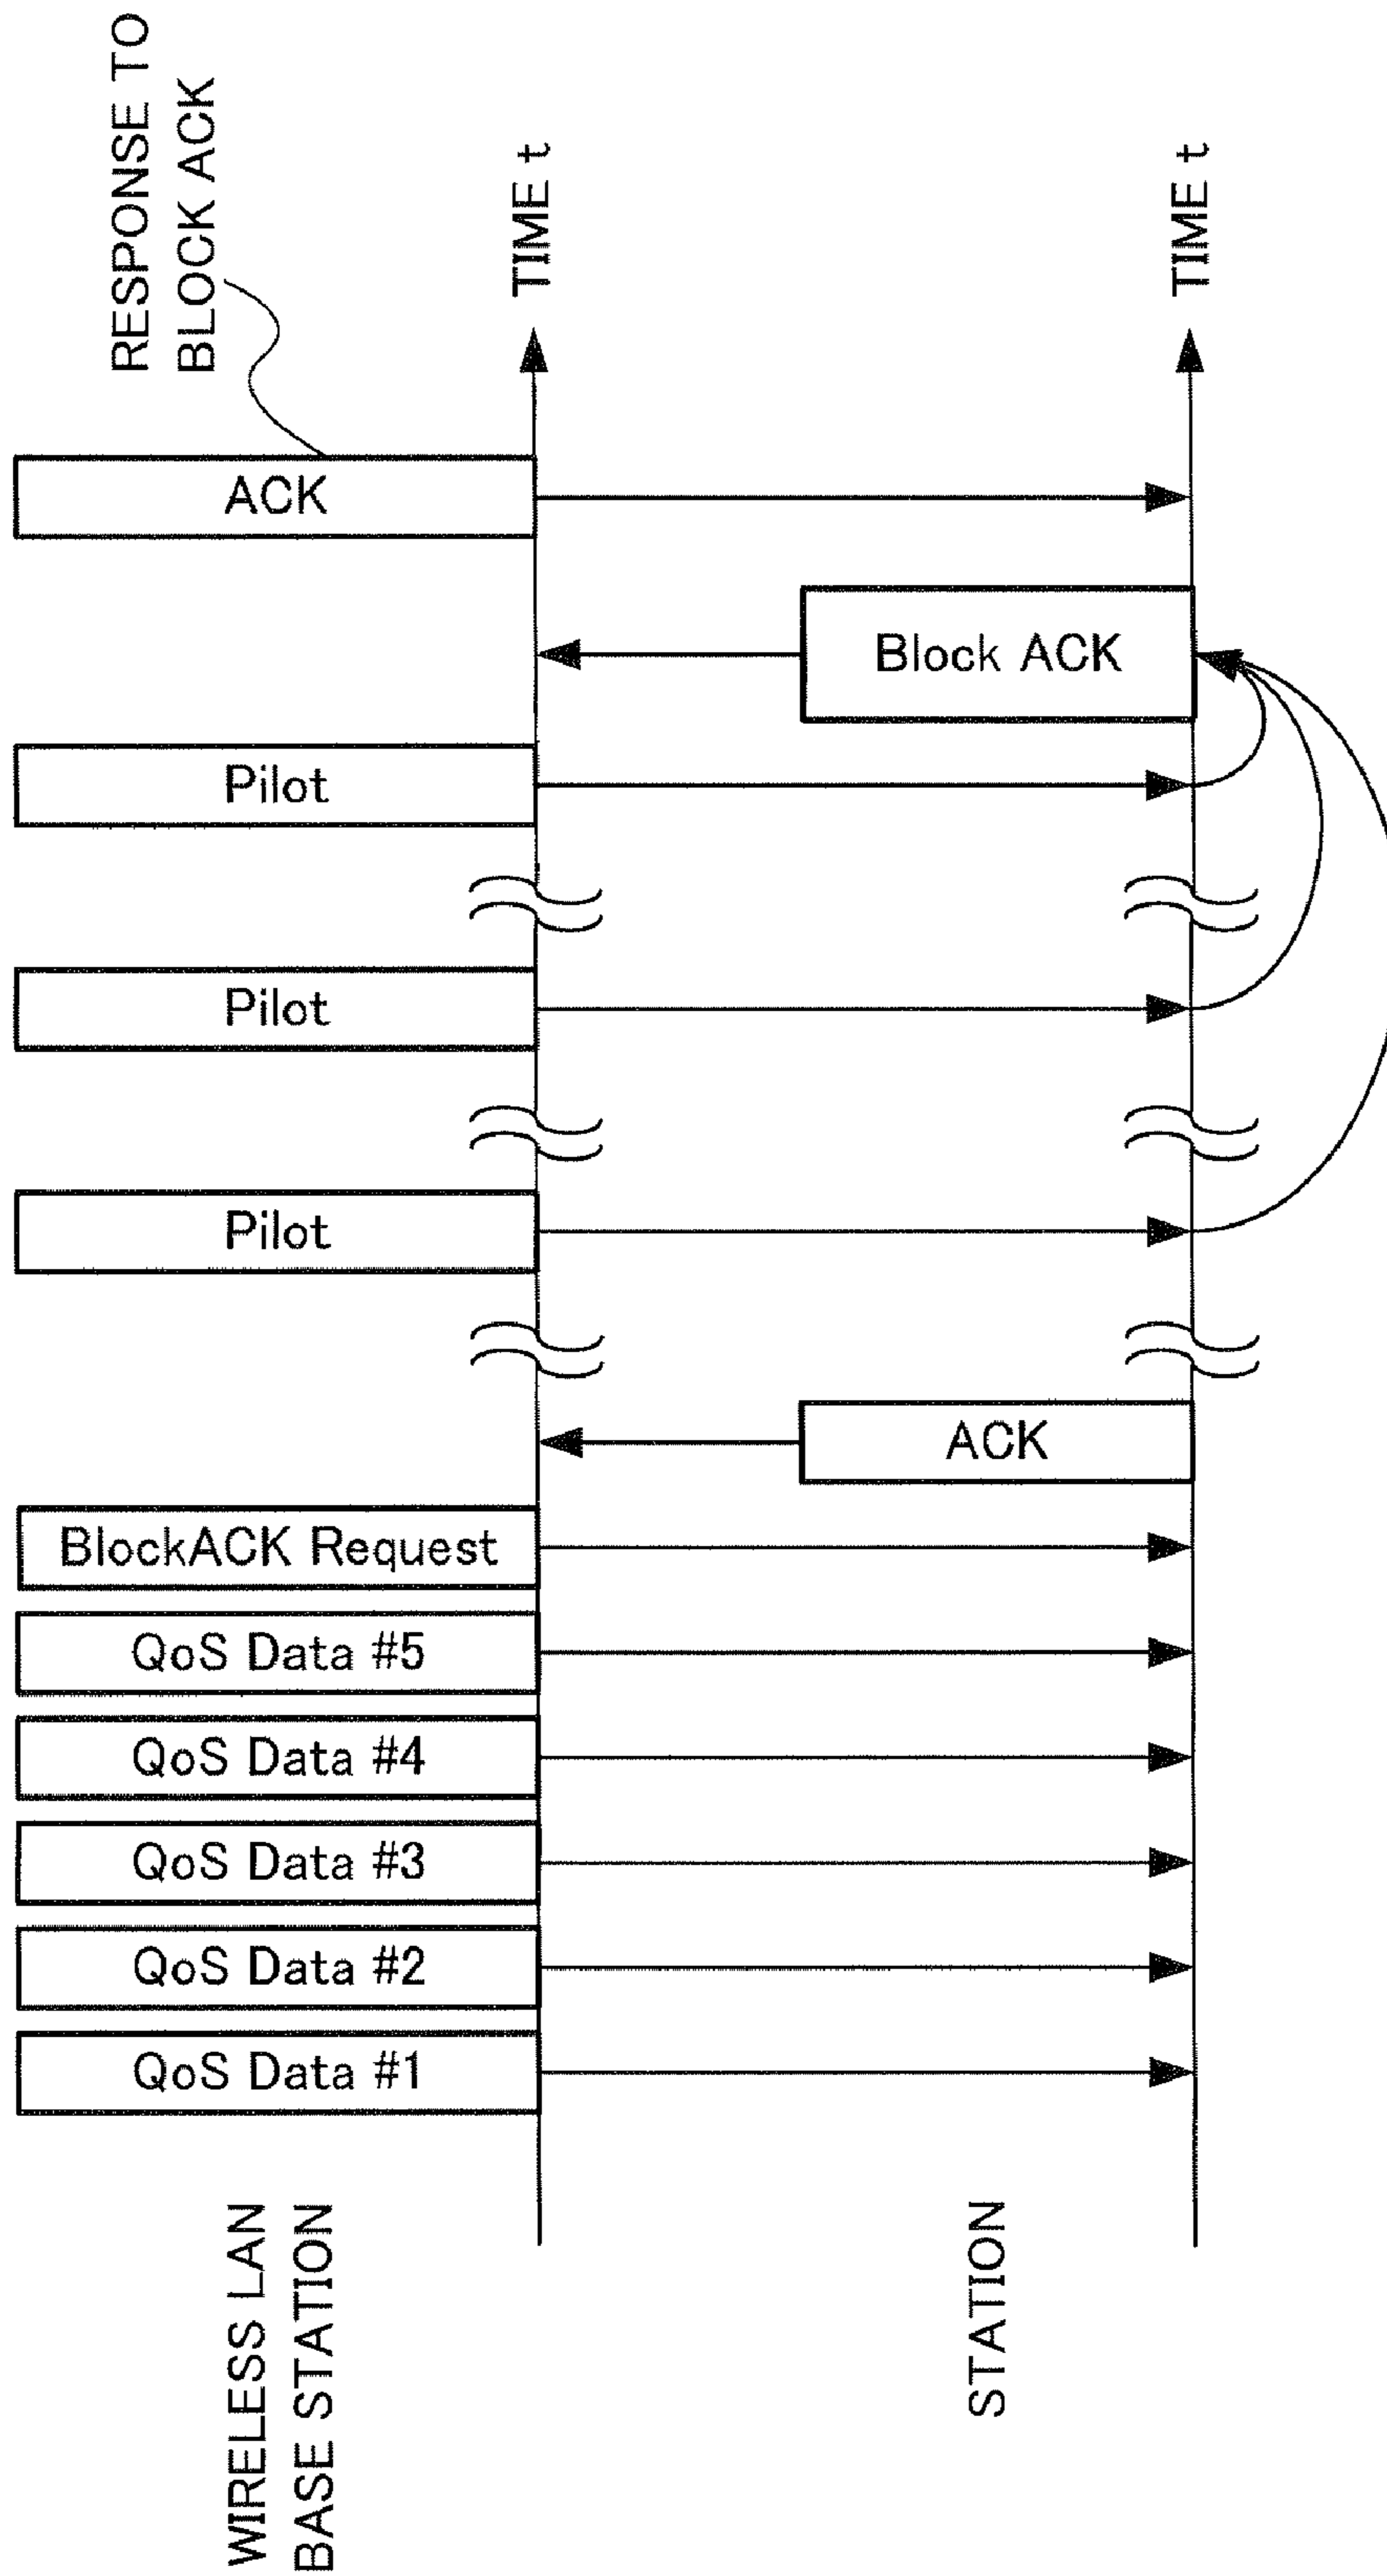 RESPONSE TO
BLOCK ACK
TIME t
TIME t
ACK
Block ACK
Pilot
Pilot
Pilot
ACK
BlockACK Request
QoS Data #5
QoS Data #4
QoS Data #3
QoS Data #2
QoS Data #1
WIRELESS LAN
BASE STATION
STATION